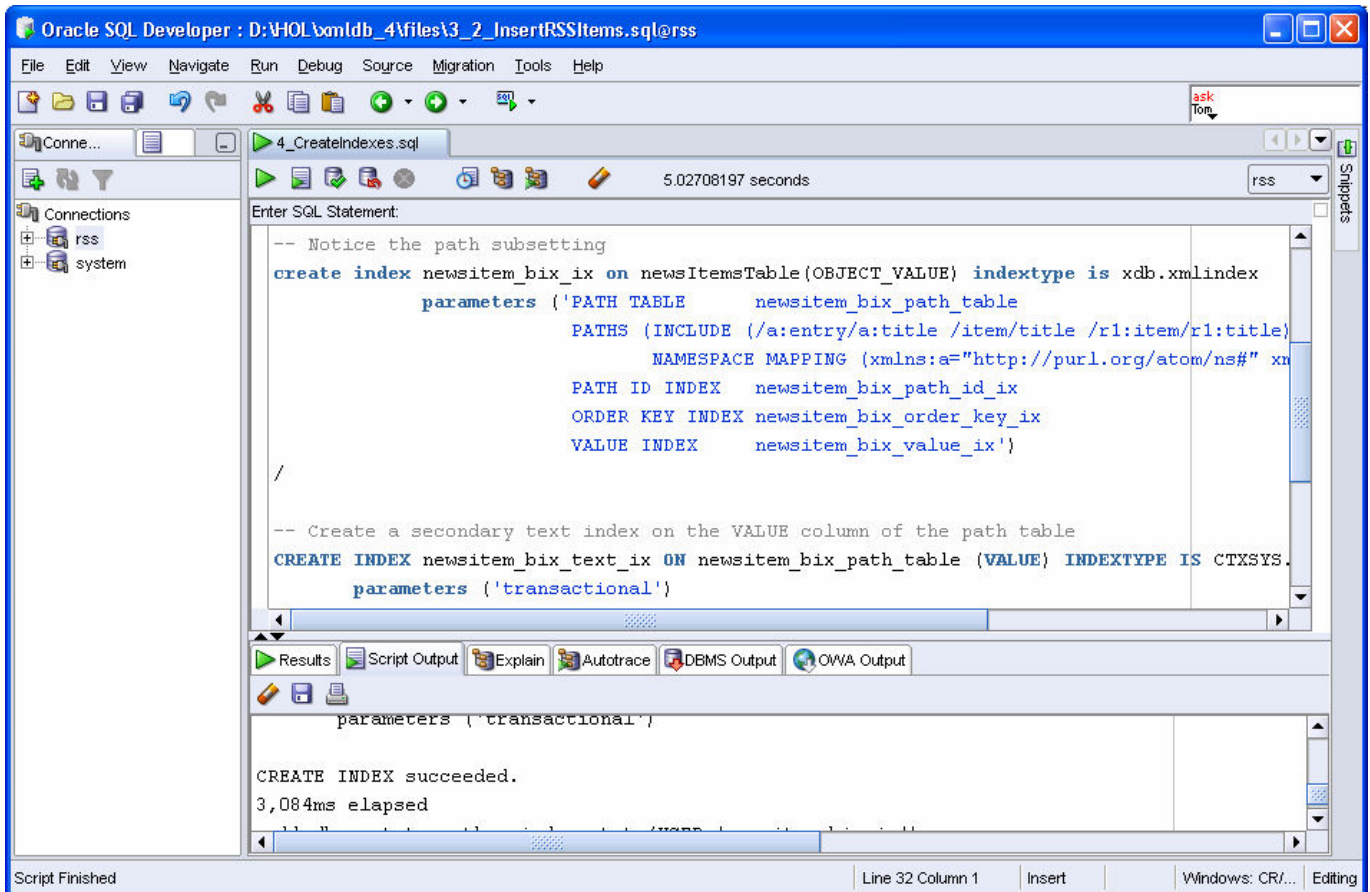 Oracle SQL Developer : D:\HOL\xmldb_4\files\3_2_InsertRSSItems.sql@rss
File Edit View Navigate Run Debug Source Migration Tools Help
ask
Tom
Conne...
4_CreateIndexes.sql
Snippets
5.02708197 seconds
rss
Connections
rss
system
Enter SQL Statement:
-- Notice the path subsetting
create index newsitem_bix_ix on newsItemsTable(OBJECT_VALUE) indextype is xdb.xmlindex
parameters ('PATH TABLE newsitem_bix_path_table
PATHS (INCLUDE (/a:entry/a:title /item/title /r1:item/r1:title)
NAMESPACE MAPPING (xmlns:a="http://purl.org/atom/ns#" xm
PATH ID INDEX newsitem_bix_path_id_ix
ORDER KEY INDEX newsitem_bix_order_key_ix
VALUE INDEX newsitem_bix_value_ix')
/
-- Create a secondary text index on the VALUE column of the path table
CREATE INDEX newsitem_bix_text_ix ON newsitem_bix_path_table (VALUE) INDEXTYPE IS CTXSYS.
parameters ('transactional')
Results Script Output Explain Autotrace DBMS Output OWA Output
parameters ('transactional')
CREATE INDEX succeeded.
3,084ms elapsed
Script Finished
Line 32 Column 1
Insert
Windows: CR/...
Editing